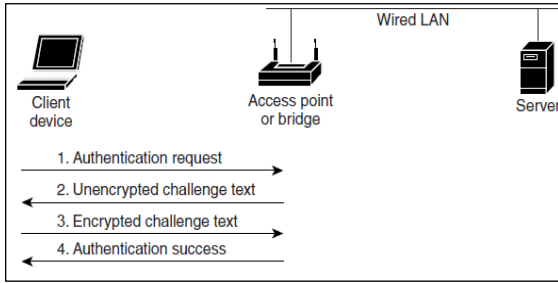 Wired LAN
Client
device
Access point
or bridge
Server
1. Authentication request
2. Unencrypted challenge text
3. Encrypted challenge text
4. Authentication success